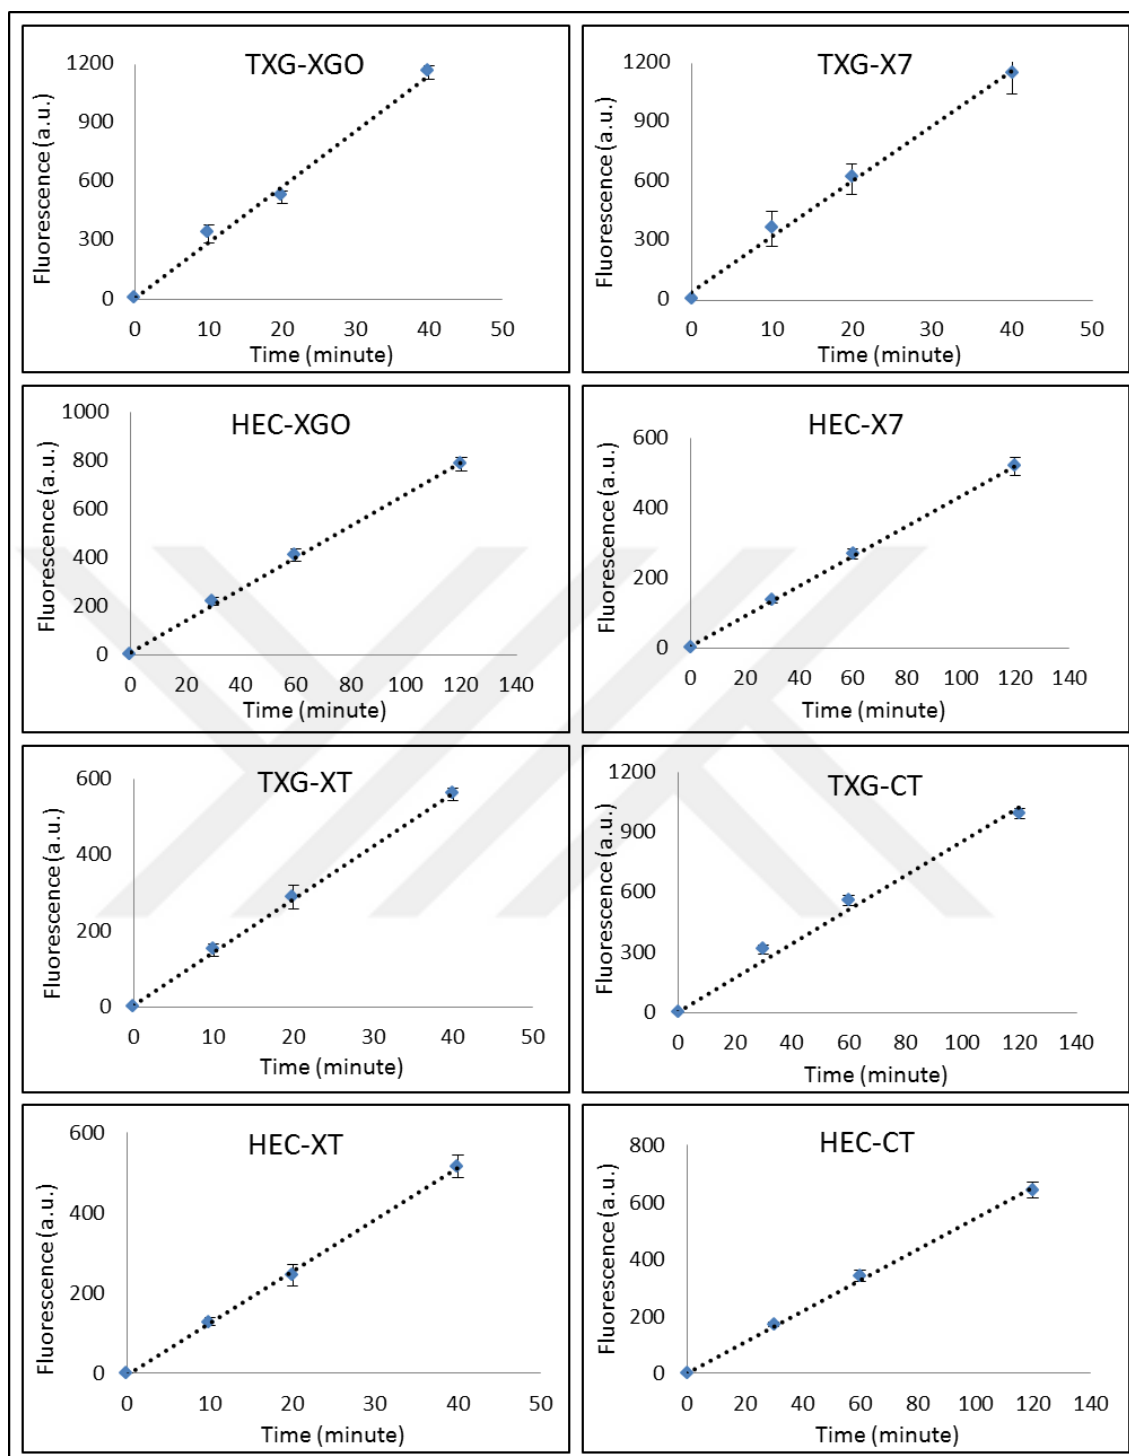 TXG-XGO
Fluorescence (a.u.)
1200
900
600
300
0
0 10 20 30 40 50
Time (minute)
TXG-X7
Fluorescence (a.u.)
1200
900
600
300
0
0 10 20 30 40 50
Time (minute)
HEC-XGO
Fluorescence (a.u.)
1000
800
600
400
200
0
0 20 40 60 80 100 120 140
Time (minute)
HEC-X7
Fluorescence (a.u.)
600
400
200
0
0 20 40 60 80 100 120 140
Time (minute)
TXG-XT
Fluorescence (a.u.)
600
400
200
0
0 10 20 30 40 50
Time (minute)
TXG-CT
Fluorescence (a.u.)
1200
900
600
300
0
0 20 40 60 80 100 120 140
Time (minute)
HEC-XT
Fluorescence (a.u.)
600
400
200
0
0 10 20 30 40 50
Time (minute)
HEC-CT
Fluorescence (a.u.)
800
600
400
200
0
0 20 40 60 80 100 120 140
Time (minute)